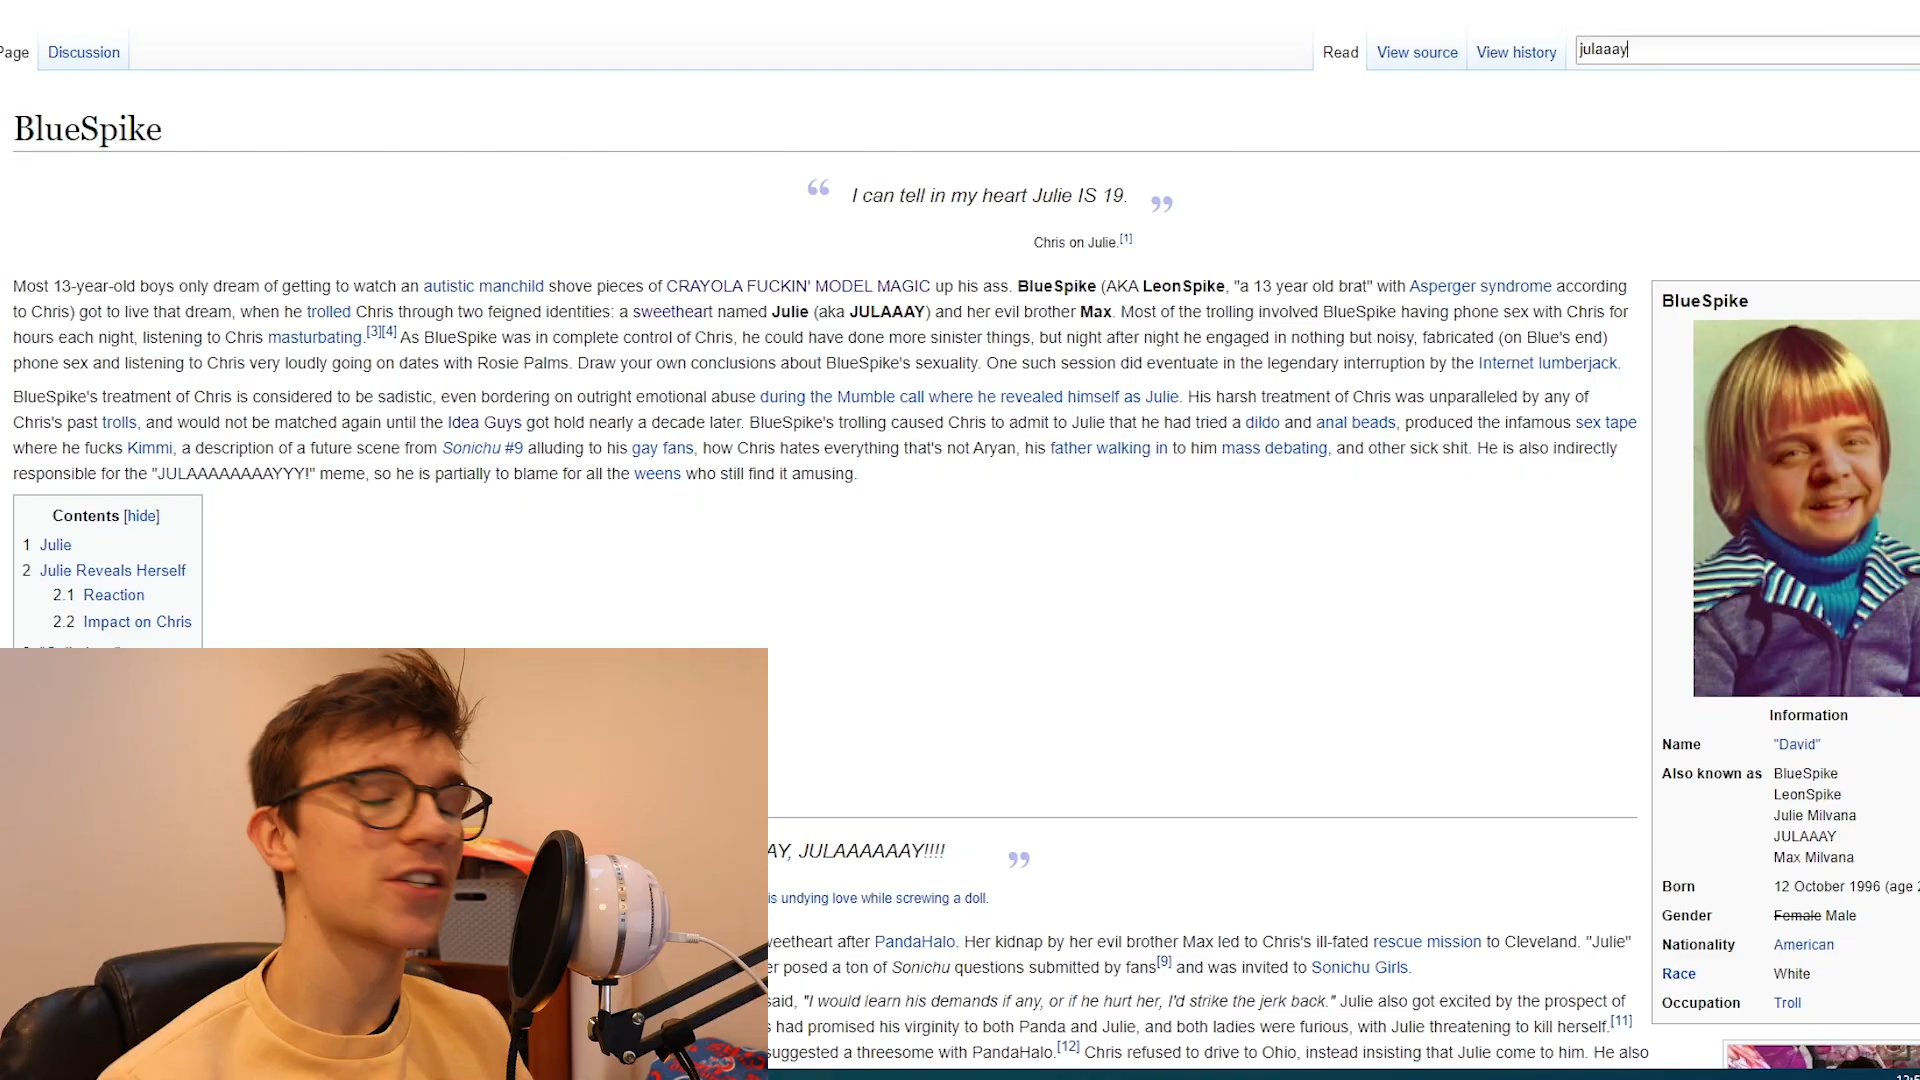 Page Discussion Read View source View history julaaay
BlueSpike
“ I can tell in my heart Julie IS 19. ”
Chris on Julie.[1]
Most 13-year-old boys only dream of getting to watch an autistic manchild shove pieces of CRAYOLA FUCKIN' MODEL MAGIC up his ass. BlueSpike (AKA LeonSpike, "a 13 year old brat" with Asperger syndrome according
to Chris) got to live that dream, when he trolled Chris through two feigned identities: a sweetheart named Julie (aka JULAAAY) and her evil brother Max. Most of the trolling involved BlueSpike having phone sex with Chris for
hours each night, listening to Chris masturbating.[3][4] As BlueSpike was in complete control of Chris, he could have done more sinister things, but night after night he engaged in nothing but noisy, fabricated (on Blue's end)
phone sex and listening to Chris very loudly going on dates with Rosie Palms. Draw your own conclusions about BlueSpike's sexuality. One such session did eventuate in the legendary interruption by the Internet lumberjack.
BlueSpike's treatment of Chris is considered to be sadistic, even bordering on outright emotional abuse during the Mumble call where he revealed himself as Julie. His harsh treatment of Chris was unparalleled by any of
Chris's past trolls, and would not be matched again until the Idea Guys got hold nearly a decade later. BlueSpike's trolling caused Chris to admit to Julie that he had tried a dildo and anal beads, produced the infamous sex tape
where he fucks Kimmi, a description of a future scene from Sonichu #9 alluding to his gay fans, how Chris hates everything that's not Aryan, his father walking in to him mass debating, and other sick shit. He is also indirectly
responsible for the "JULAAAAAAAAYYY!" meme, so he is partially to blame for all the weens who still find it amusing.
Contents [hide]
1 Julie
2 Julie Reveals Herself
2.1 Reaction
2.2 Impact on Chris
AY, JULAAAAAAY!!!! ”
is undying love while screwing a doll.
weetheart after PandaHalo. Her kidnap by her evil brother Max led to Chris's ill-fated rescue mission to Cleveland. "Julie"
er posed a ton of Sonichu questions submitted by fans[9] and was invited to Sonichu Girls.
said, "I would learn his demands if any, or if he hurt her, I'd strike the jerk back." Julie also got excited by the prospect of
s had promised his virginity to both Panda and Julie, and both ladies were furious, with Julie threatening to kill herself.[11]
suggested a threesome with PandaHalo.[12] Chris refused to drive to Ohio, instead insisting that Julie come to him. He also
BlueSpike
Information
Name "David"
Also known as BlueSpike
LeonSpike
Julie Milvana
JULAAAY
Max Milvana
Born 12 October 1996 (age 2
Gender Female Male
Nationality American
Race White
Occupation Troll